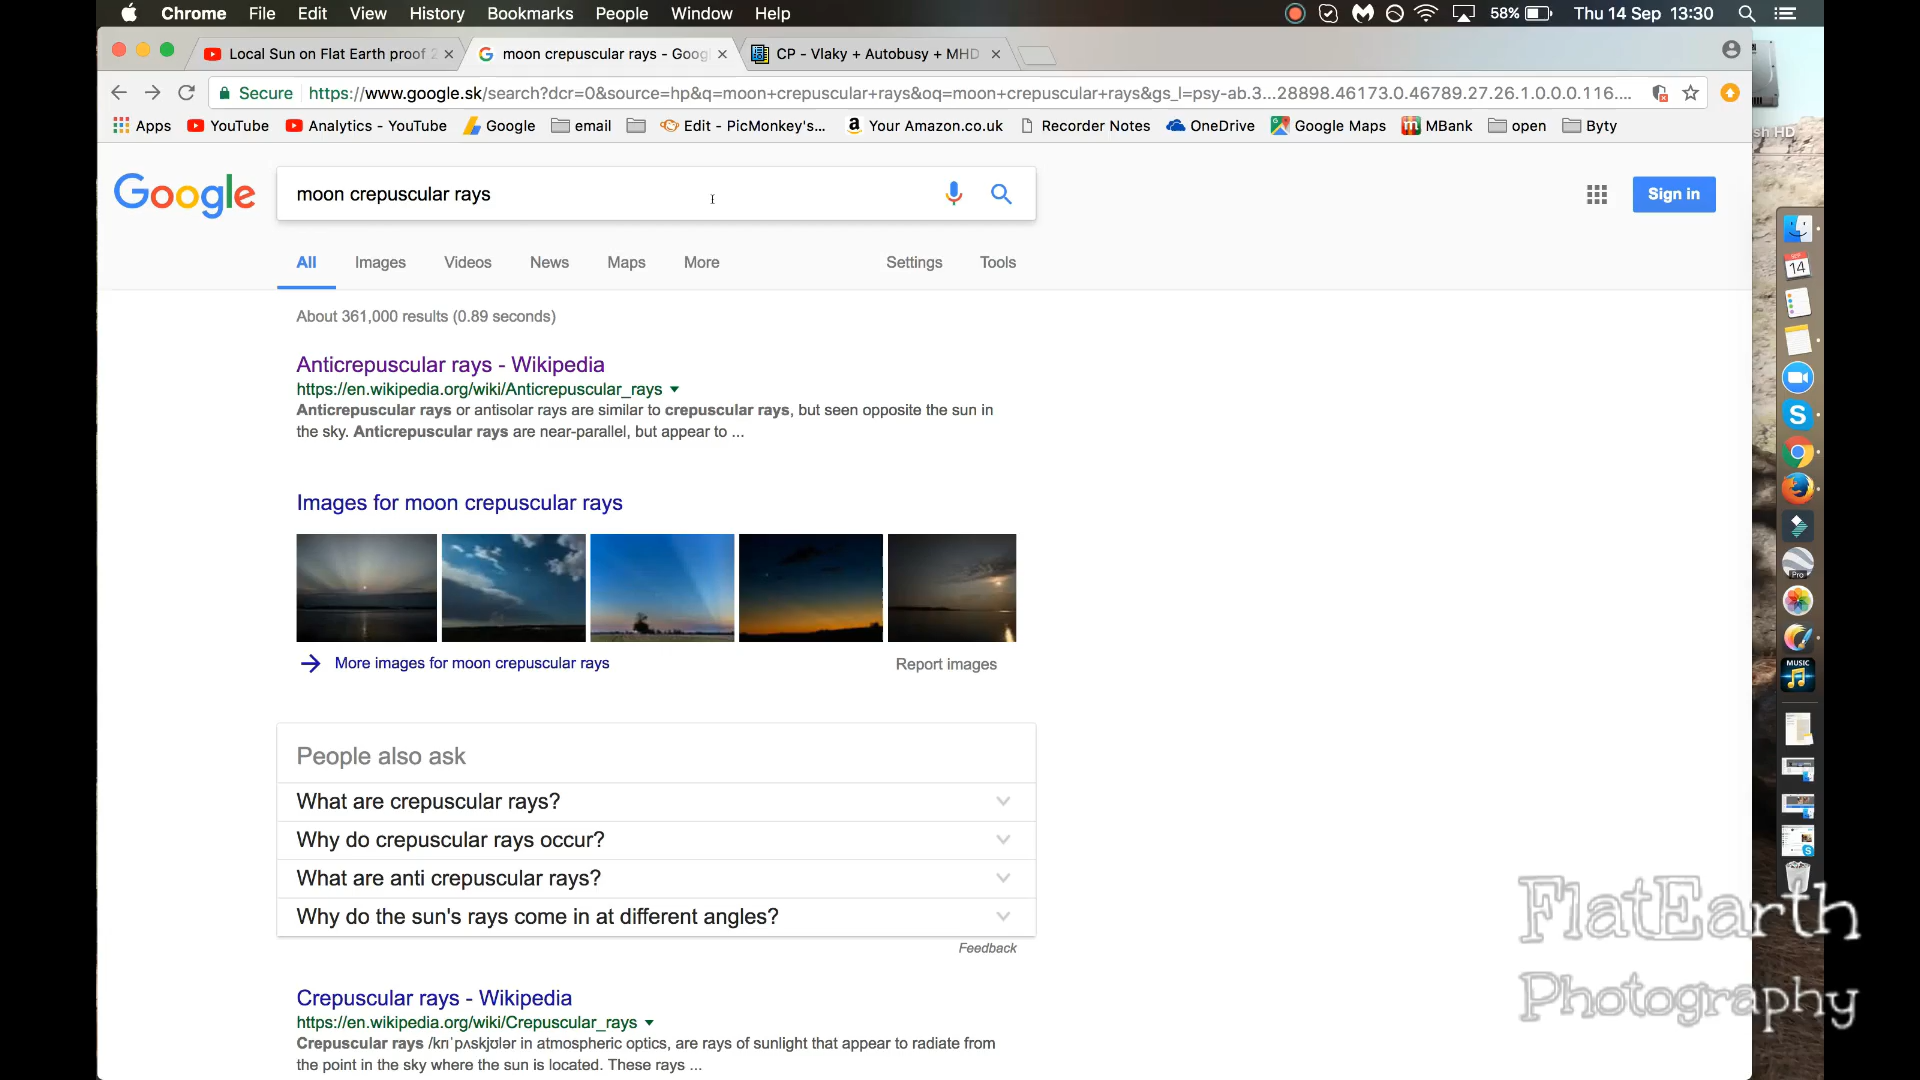 Chrome File Edit View History Bookmarks People Window Help 58% Thu 14 Sep 13:30
Local Sun on Flat Earth proof 2 moon crepuscular rays - Goog CP - Vlaky + Autobusy + MHD
Secure https://www.google.sk/search?dcr=0&source=hp&q=moon+crepuscular+rays&oq=moon+crepuscular+rays&gs_l=psy-ab.3...28898.46173.0.46789.27.26.1.0.0.0.116....
Apps YouTube Analytics - YouTube Google email Edit - PicMonkey's... Your Amazon.co.uk Recorder Notes OneDrive Google Maps MBank open Byty
sh HD
Google moon crepuscular rays Sign in
All Images Videos News Maps More Settings Tools
About 361,000 results (0.89 seconds)
Anticrepuscular rays - Wikipedia
https://en.wikipedia.org/wiki/Anticrepuscular_rays
Anticrepuscular rays or antisolar rays are similar to crepuscular rays, but seen opposite the sun in
the sky. Anticrepuscular rays are near-parallel, but appear to ...
Images for moon crepuscular rays
More images for moon crepuscular rays Report images
People also ask
What are crepuscular rays?
Why do crepuscular rays occur?
What are anti crepuscular rays?
Why do the sun's rays come in at different angles?
Feedback
Crepuscular rays - Wikipedia
https://en.wikipedia.org/wiki/Crepuscular_rays
Crepuscular rays /krɪˈpʌskjʊlər in atmospheric optics, are rays of sunlight that appear to radiate from
the point in the sky where the sun is located. These rays ...
14
Pro
MUSIC
FlatEarth
Photography